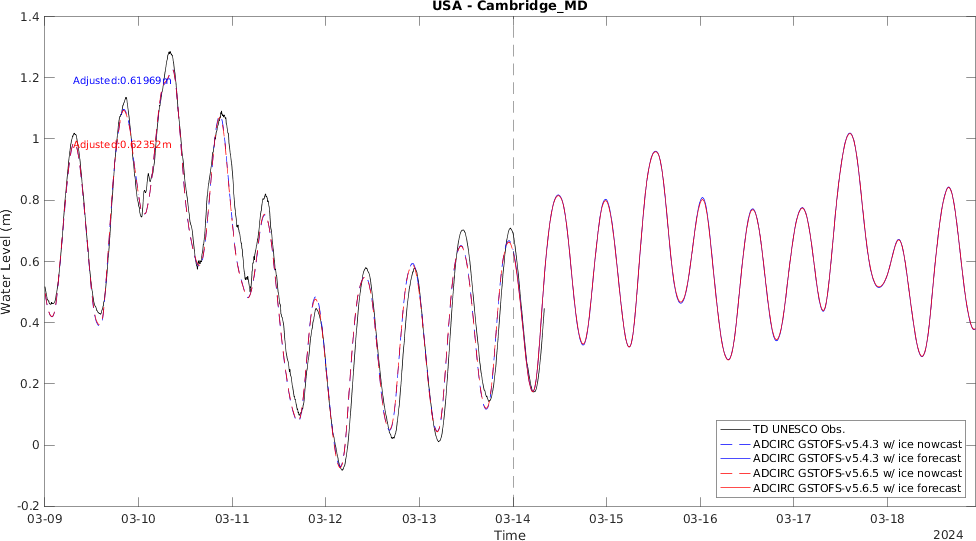 USA - Cambridge_MD
1.4
1.2
1
0.8
0.6
0.4
0.2
0
-0.2
Water Level (m)
Adjusted:0.61969m
Adjusted:0.62352m
TD UNESCO Obs.
ADCIRC GSTOFS-v5.4.3 w/ ice nowcast
ADCIRC GSTOFS-v5.4.3 w/ ice forecast
ADCIRC GSTOFS-v5.6.5 w/ ice nowcast
ADCIRC GSTOFS-v5.6.5 w/ ice forecast
03-09 03-10 03-11 03-12 03-13 03-14 03-15 03-16 03-17 03-18
Time
2024